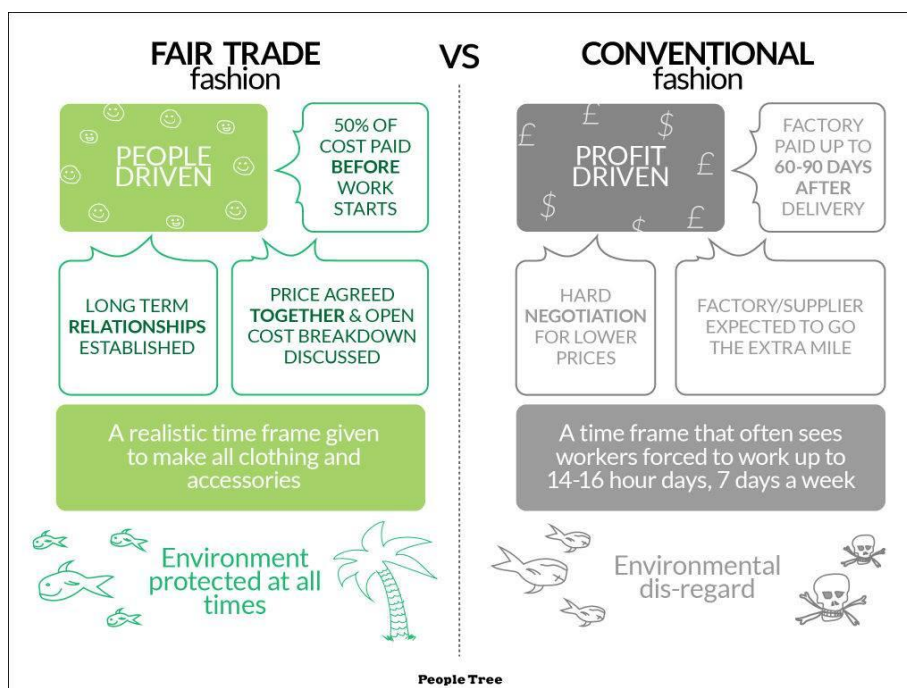 FAIR TRADE
fashion
VS
CONVENTIONAL
fashion
PEOPLE
DRIVEN
50% OF
COST PAID
BEFORE
WORK
STARTS
LONG TERM
RELATIONSHIPS
ESTABLISHED
PRICE AGREED
TOGETHER & OPEN
COST BREAKDOWN
DISCUSSED
A realistic time frame given
to make all clothing and
accessories
Environment
protected at all
times
£
£
$
£
$
$
£
PROFIT
DRIVEN
FACTORY
PAID UP TO
60-90 DAYS
AFTER
DELIVERY
HARD
NEGOTIATION
FOR LOWER
PRICES
FACTORY/SUPPLIER
EXPECTED TO GO
THE EXTRA MILE
A time frame that often sees
workers forced to work up to
14-16 hour days, 7 days a week
Environmental
dis-regard
People Tree